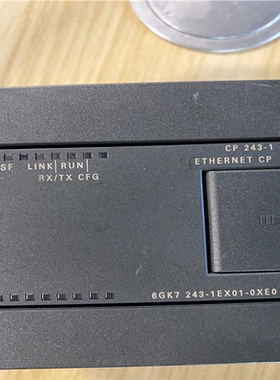 CP 243-1
SF LINK RUN ETHERNET CP
RX/TX CFG
6GK7 243-1EX01-0XE0